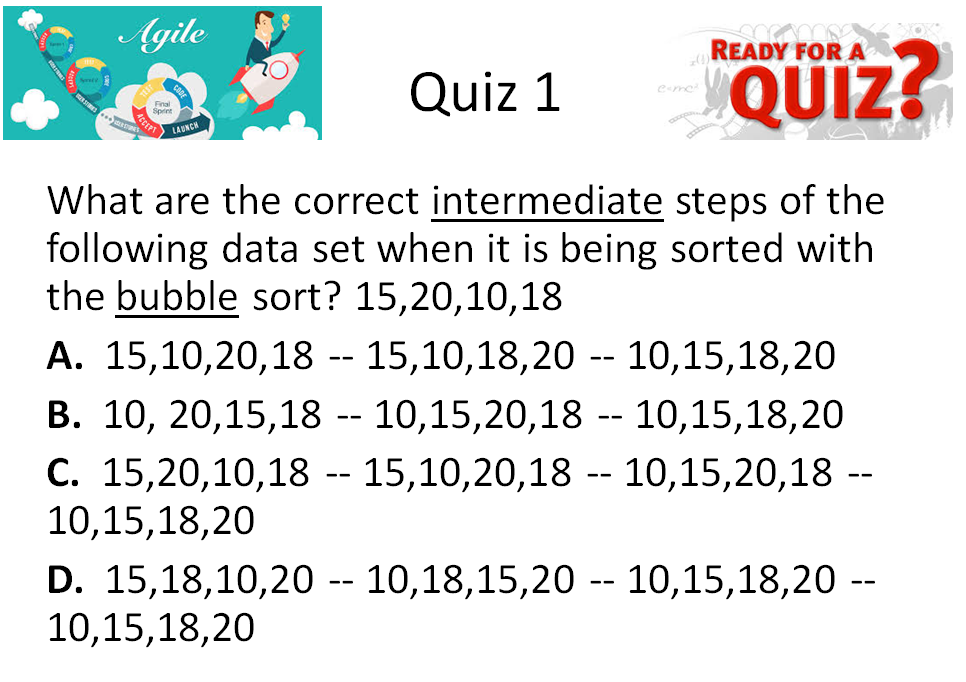 Agile
TEST
CODE
Final
Sprint
ACCEPT
LAUNCH
USER STORIES
READY FOR A
QUIZ?
Quiz 1
What are the correct intermediate steps of the
following data set when it is being sorted with
the bubble sort? 15,20,10,18
A. 15,10,20,18 -- 15,10,18,20 -- 10,15,18,20
B. 10, 20,15,18 -- 10,15,20,18 -- 10,15,18,20
C. 15,20,10,18 -- 15,10,20,18 -- 10,15,20,18 --
10,15,18,20
D. 15,18,10,20 -- 10,18,15,20 -- 10,15,18,20 --
10,15,18,20